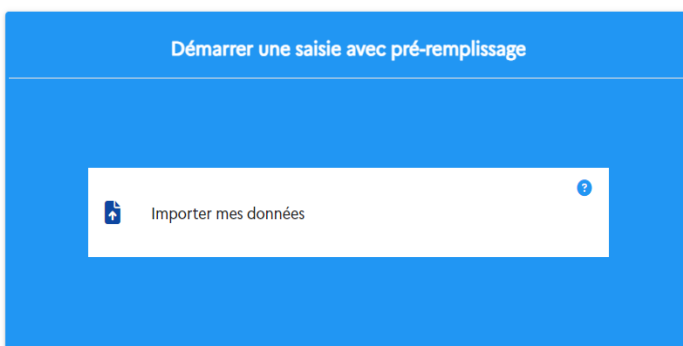 Démarrer une saisie avec pré-remplissage
?
Importer mes données